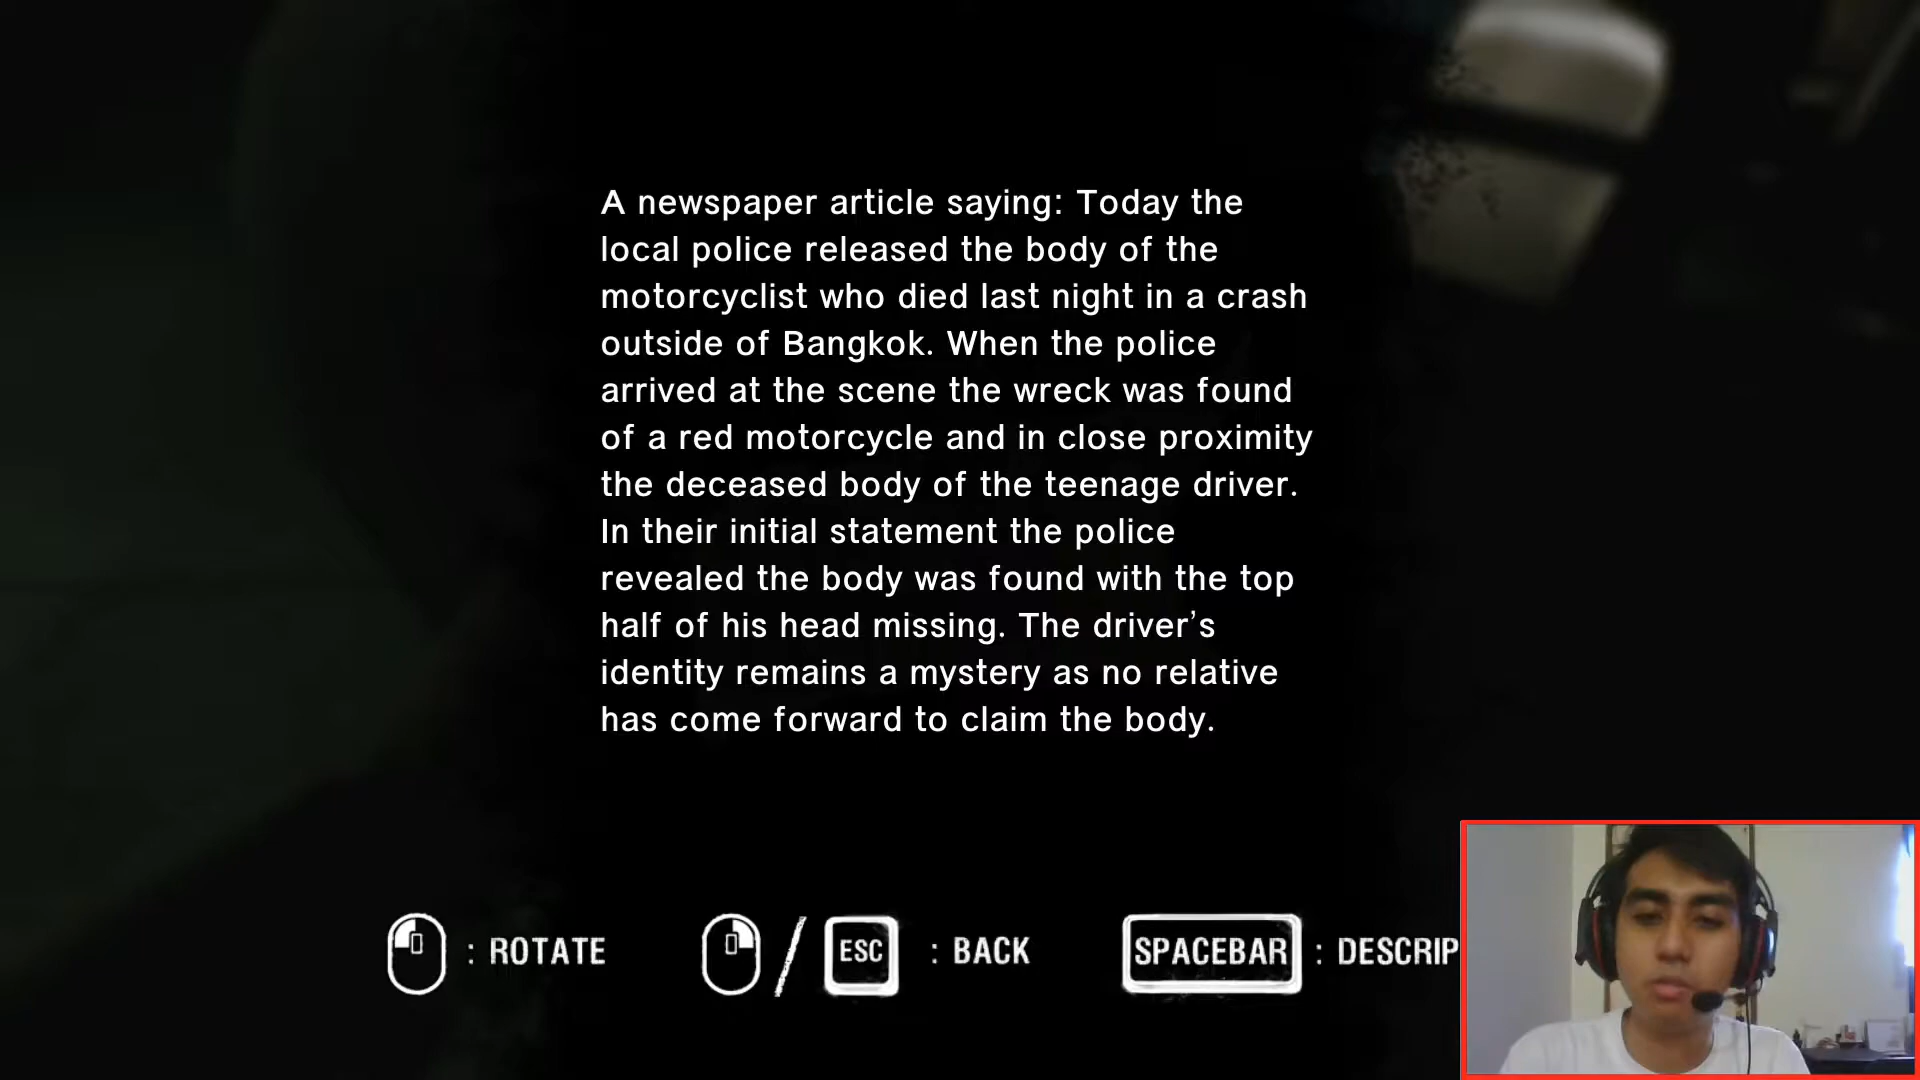 A newspaper article saying: Today the
local police released the body of the
motorcyclist who died last night in a crash
outside of Bangkok. When the police
arrived at the scene the wreck was found
of a red motorcycle and in close proximity
the deceased body of the teenage driver.
In their initial statement the police
revealed the body was found with the top
half of his head missing. The driver’s
identity remains a mystery as no relative
has come forward to claim the body.
: ROTATE / ESC : BACK SPACEBAR : DESCRIP